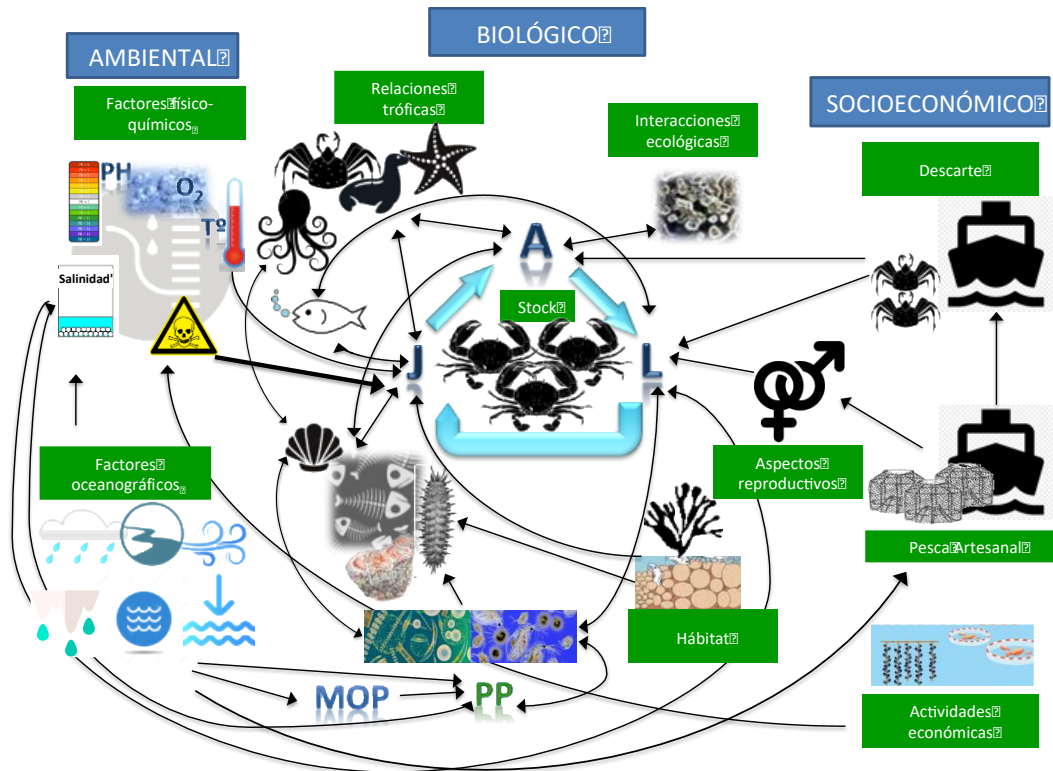 AMBIENTAL
BIOLÓGICO
SOCIOECONÓMICO
Factores físico-
químicos
PH
O2
Tº
Salinidad'
Relaciones
tróficas
Interacciones
ecológicas
Descarte
A
Stock
J
L
Factores
oceanográficos
Aspectos
reproductivos
Pesca Artesanal
Hábitat
MOP
PP
Actividades
económicas